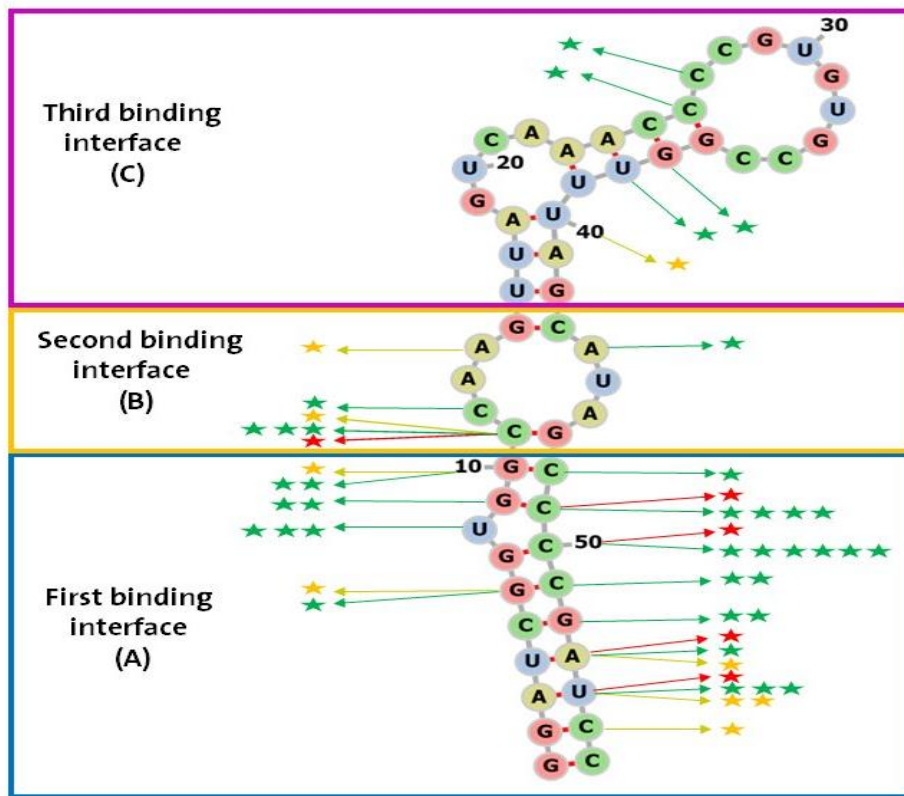 Third binding
interface
(C)
30
C G U
C G
C U
C A A A C
G G
U 20 U G C C
U
G
A U 40
U A
U G
Second binding
interface
(B)
G C
A A
A U
C A
C G
First binding
interface
(A)
10 G C
G C
U C 50
G C
G G
C A
U U
A C
G C
G